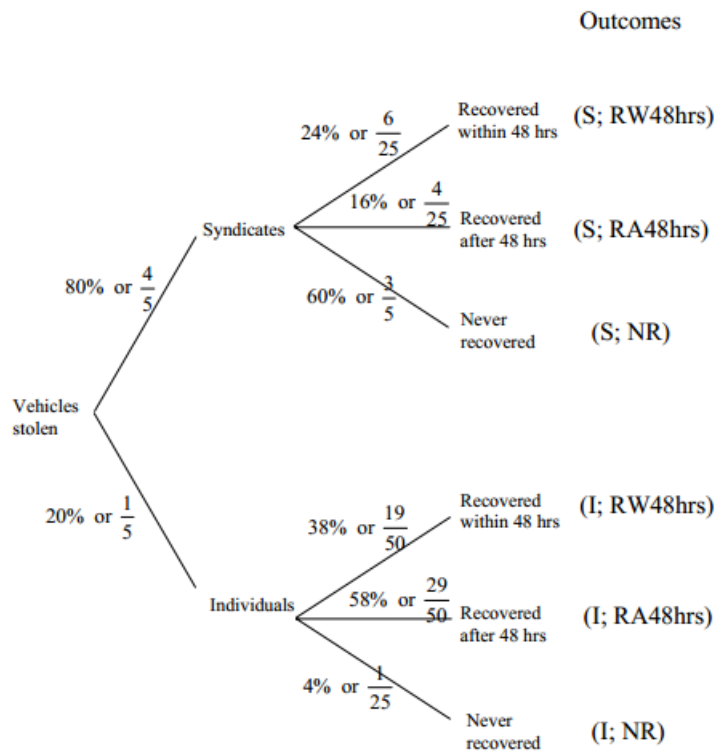 Outcomes
24% or 6/25
Recovered
within 48 hrs
(S; RW48hrs)
Syndicates
16% or 4/25
Recovered
after 48 hrs
(S; RA48hrs)
80% or 4/5
60% or 3/5
Never
recovered
(S; NR)
Vehicles
stolen
20% or 1/5
38% or 19/50
Recovered
within 48 hrs
(I; RW48hrs)
Individuals
58% or 29/50
Recovered
after 48 hrs
(I; RA48hrs)
4% or 1/25
Never
recovered
(I; NR)